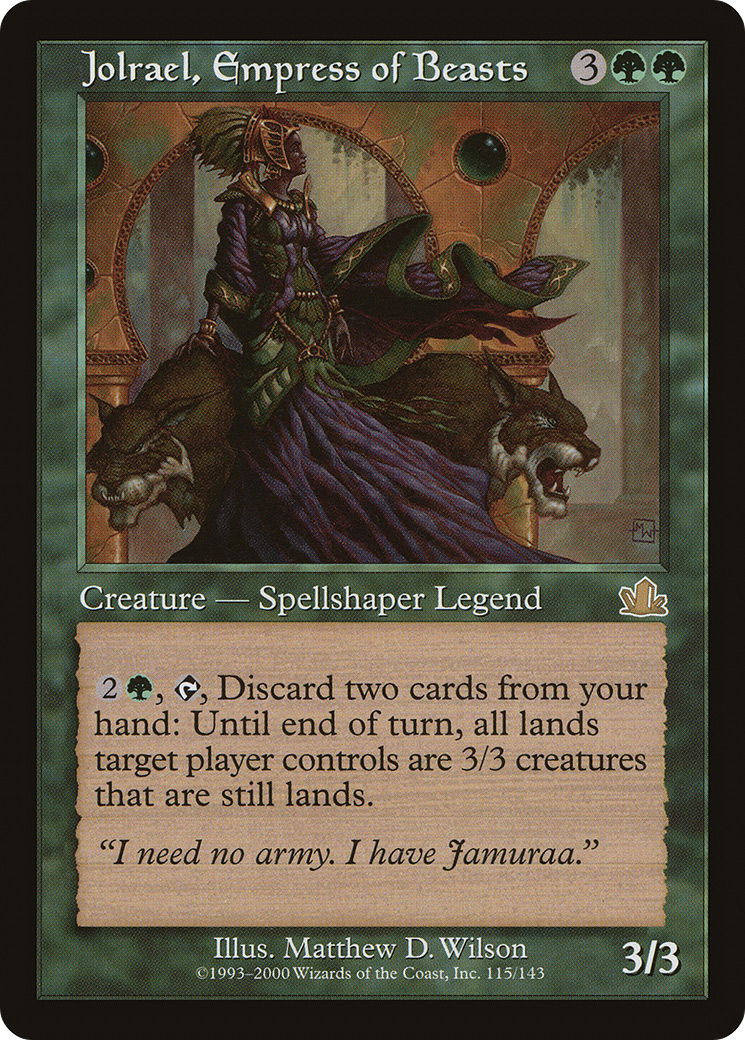 Jolrael, Empress of Beasts 3
MW
Creature — Spellshaper Legend
2 , , Discard two cards from your
hand: Until end of turn, all lands
target player controls are 3/3 creatures
that are still lands.
“I need no army. I have Jamuraa.”
Illus. Matthew D. Wilson
©1993–2000 Wizards of the Coast, Inc. 115/143
3/3